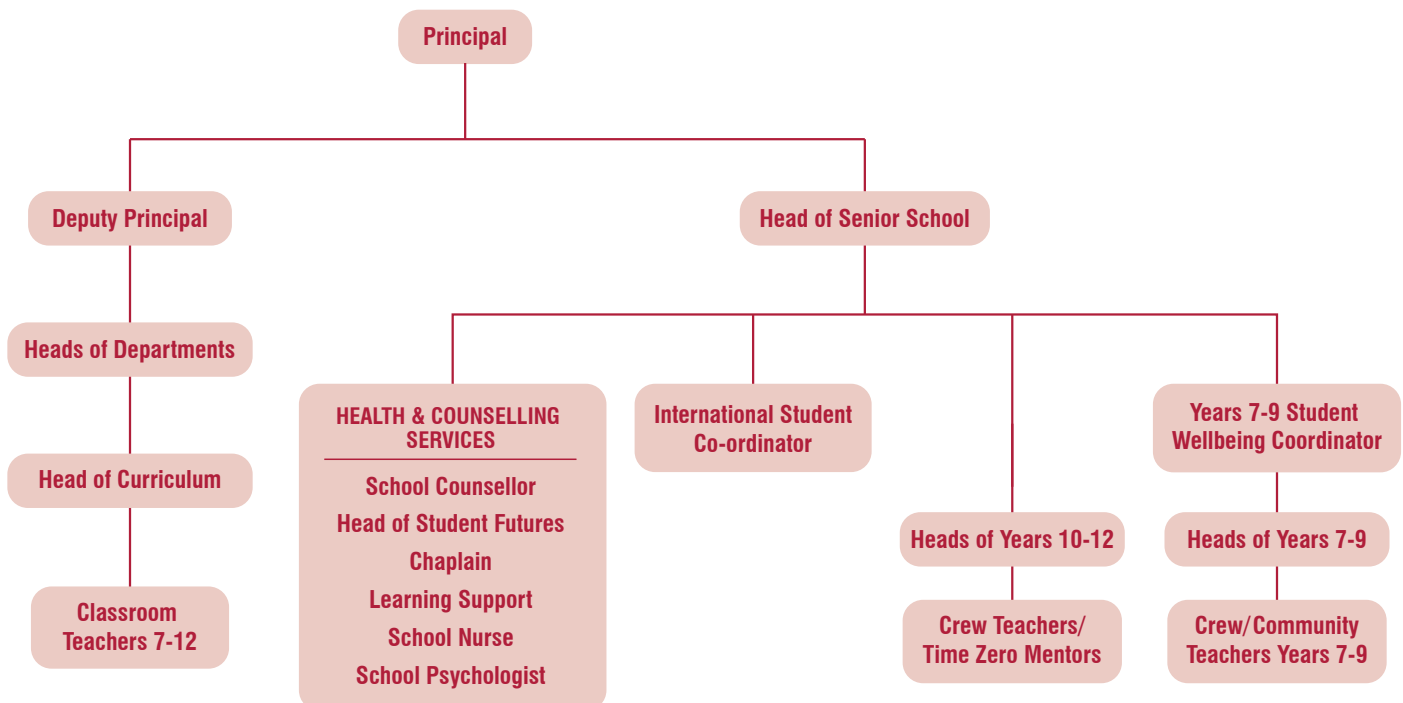 Principal
Deputy Principal
Head of Senior School
Heads of Departments
Head of Curriculum
Classroom
Teachers 7-12
HEALTH & COUNSELLING
SERVICES
School Counsellor
Head of Student Futures
Chaplain
Learning Support
School Nurse
School Psychologist
International Student
Co-ordinator
Heads of Years 10-12
Crew Teachers/
Time Zero Mentors
Years 7-9 Student
Wellbeing Coordinator
Heads of Years 7-9
Crew/Community
Teachers Years 7-9